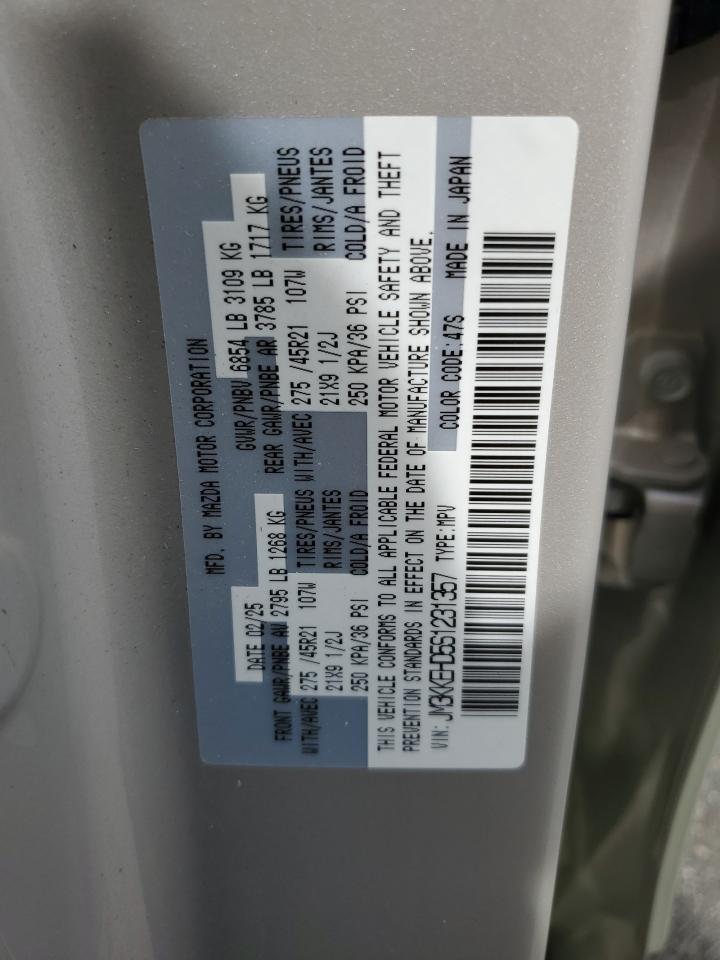 MFD. BY MAZDA MOTOR CORPORATION
DATE 02/25 GVWR/PNBV 6854 LB 3109 KG
FRONT GAWR/PNBE AV 2795 LB 1268 KG REAR GAWR/PNBE AR 3785 LB 1717 KG
WITH/AVEC 275 /45R21 107W TIRES/PNEUS WITH/AVEC 275 /45R21 107W TIRES/PNEUS
21X9 1/2J RIMS/JANTES 21X9 1/2J RIMS/JANTES
250 KPA/36 PSI COLD/A FROID 250 KPA/36 PSI COLD/A FROID
THIS VEHICLE CONFORMS TO ALL APPLICABLE FEDERAL MOTOR VEHICLE SAFETY AND THEFT
PREVENTION STANDARDS IN EFFECT ON THE DATE OF MANUFACTURE SHOWN ABOVE.
VIN: JM3KKEHD5S1231357 TYPE:MPV COLOR CODE:47S MADE IN JAPAN